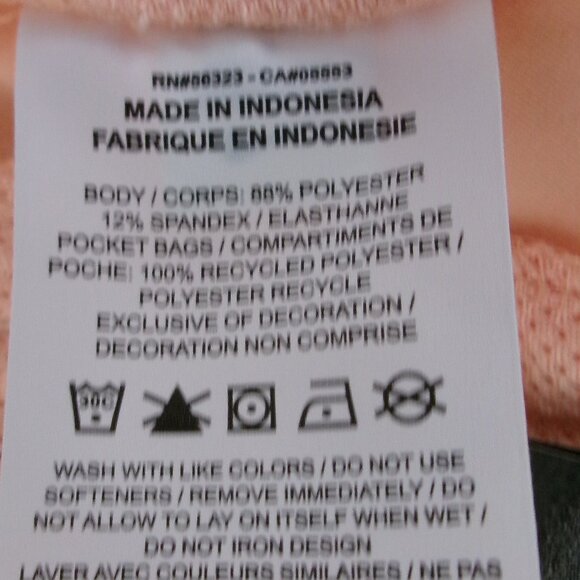 RN#56323 - CA#05553
MADE IN INDONESIA
FABRIQUE EN INDONESIE
BODY / CORPS: 88% POLYESTER
12% SPANDEX / ELASTHANNE
POCKET BAGS / COMPARTIMENTS DE
POCHE: 100% RECYCLED POLYESTER /
POLYESTER RECYCLE
EXCLUSIVE OF DECORATION /
DECORATION NON COMPRISE
30C
WASH WITH LIKE COLORS / DO NOT USE
SOFTENERS / REMOVE IMMEDIATELY / DO
NOT ALLOW TO LAY ON ITSELF WHEN WET /
DO NOT IRON DESIGN
LAVER AVEC COULEURS SIMILAIRES / NE PAS